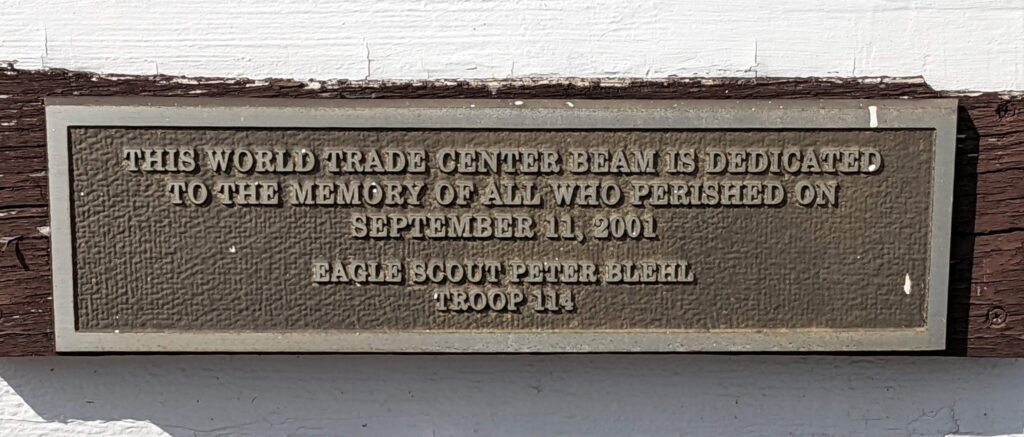 THIS WORLD TRADE CENTER BEAM IS DEDICATED
TO THE MEMORY OF ALL WHO PERISHED ON
SEPTEMBER 11, 2001
EAGLE SCOUT PETER BLEHL
TROOP 114